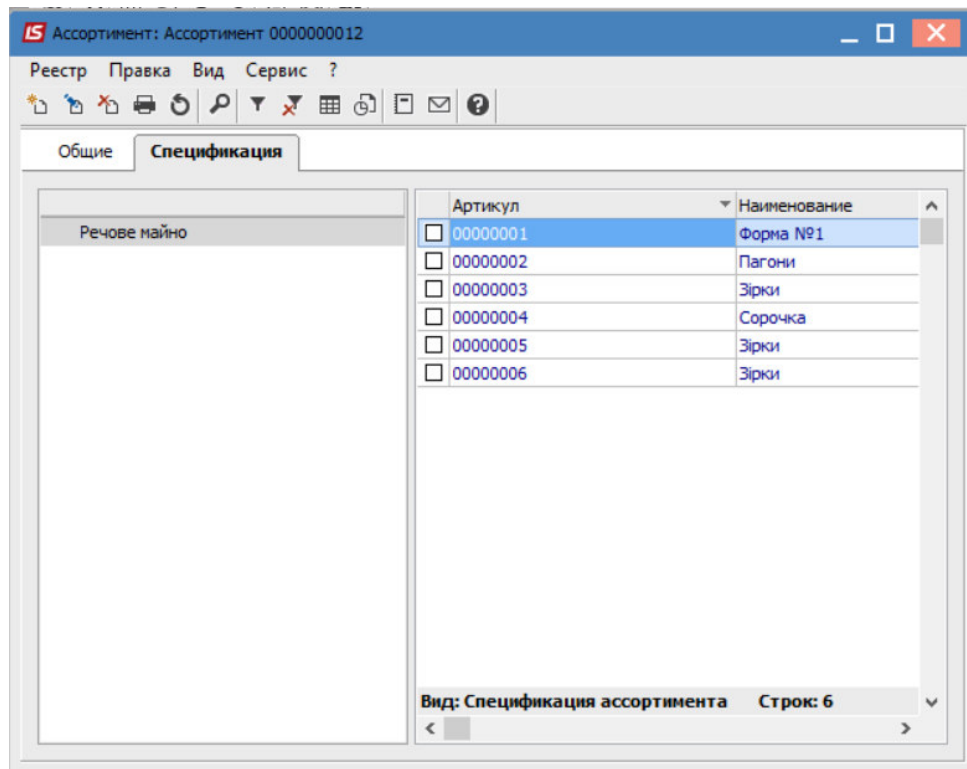 IS Ассортимент: Ассортимент 0000000012
Реестр Правка Вид Сервис ?
Общие Спецификация
Артикул Наименование
Речове майно
00000001 Форма №1
00000002 Пагони
00000003 Зірки
00000004 Сорочка
00000005 Зірки
00000006 Зірки
Вид: Спецификация ассортимента Строк: 6